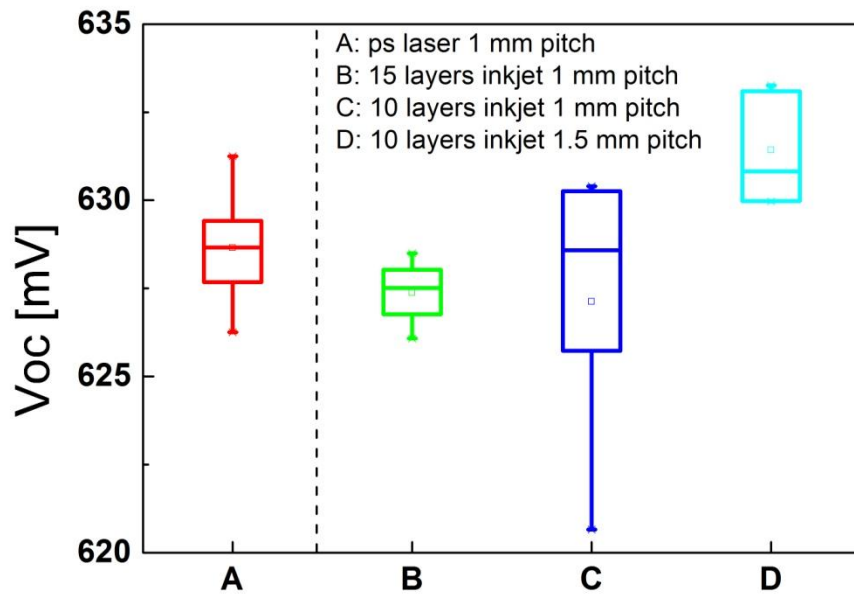 635
A: ps laser 1 mm pitch
B: 15 layers inkjet 1 mm pitch
C: 10 layers inkjet 1 mm pitch
D: 10 layers inkjet 1.5 mm pitch
630
Voc [mV]
625
620
A B C D